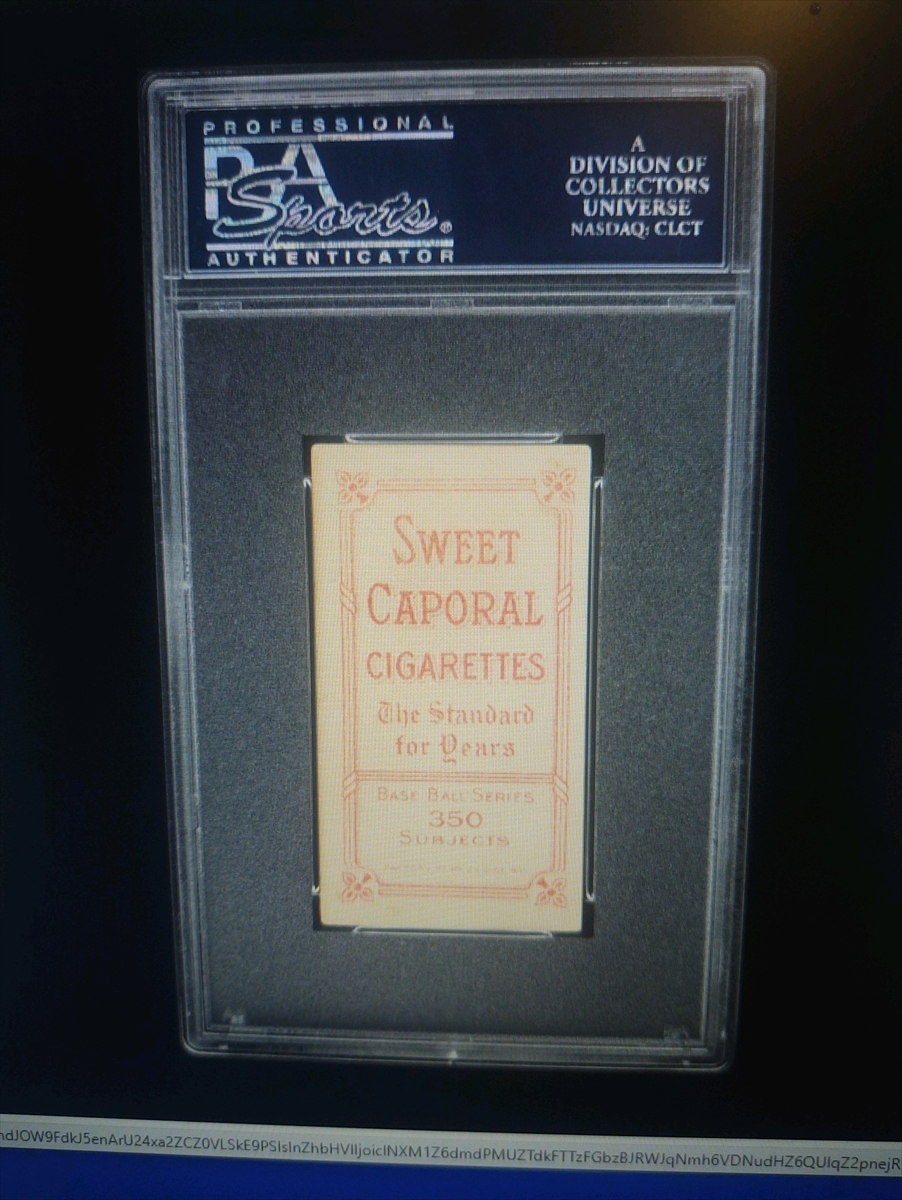 PROFESSIONAL
PSA
Sports®
AUTHENTICATOR
A
DIVISION OF
COLLECTORS
UNIVERSE
NASDAQ: CLCT
SWEET
CAPORAL
CIGARETTES
The Standard
for Years
BASE BALL SERIES
350
SUBJECTS